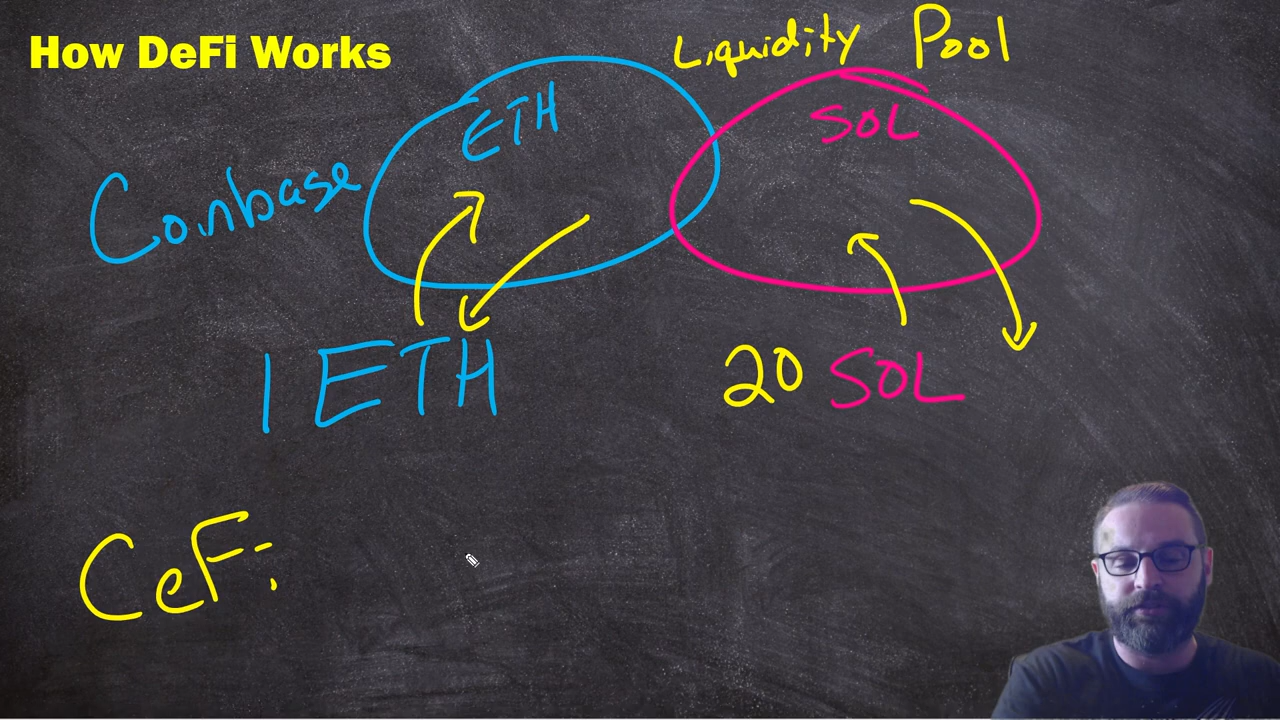 How DeFi Works
Liquidity Pool
ETH
SOL
Coinbase
1 ETH
20 SOL
CeFi